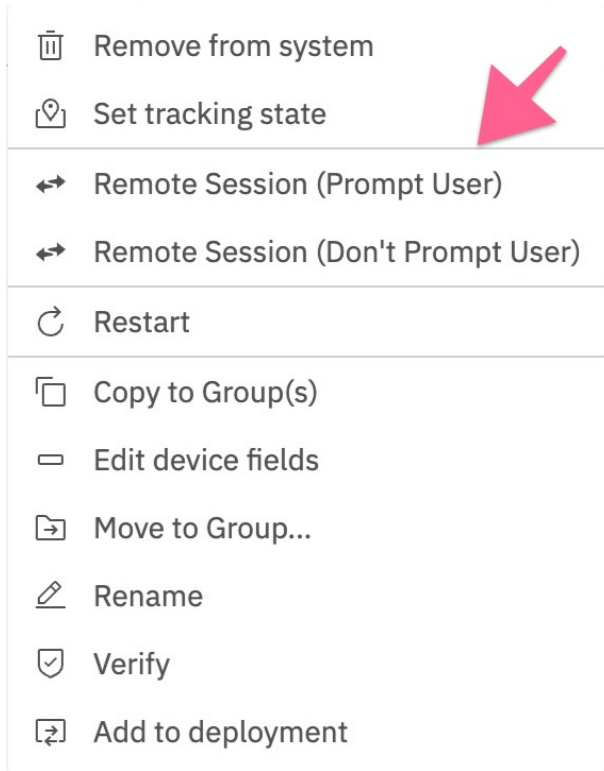 Remove from system
Set tracking state
Remote Session (Prompt User)
Remote Session (Don't Prompt User)
Restart
Copy to Group(s)
Edit device fields
Move to Group...
Rename
Verify
Add to deployment